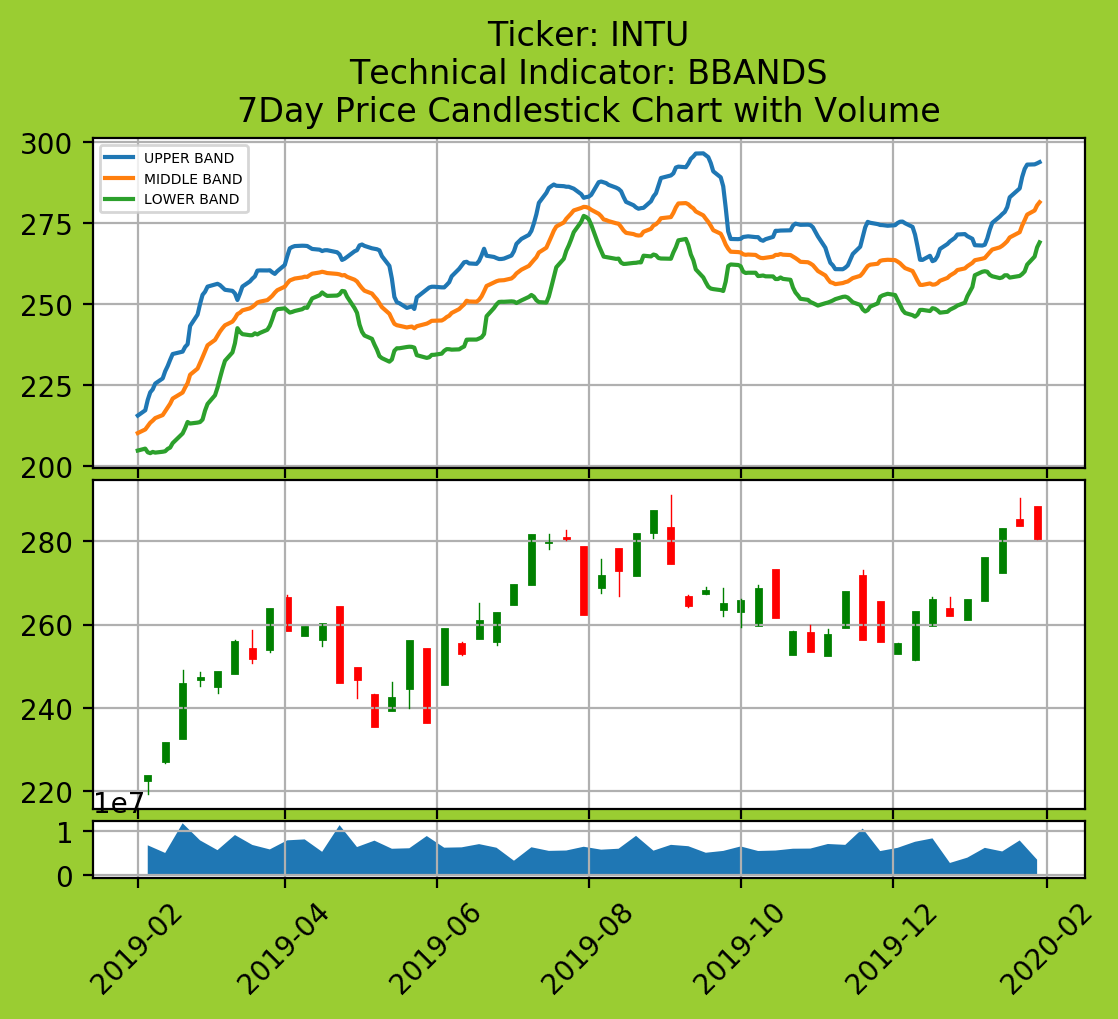 Ticker: INTU
Technical Indicator: BBANDS
7Day Price Candlestick Chart with Volume
300
275
250
225
200
UPPER BAND
MIDDLE BAND
LOWER BAND
280
260
240
220
1e7
1
0
2019-02
2019-04
2019-06
2019-08
2019-10
2019-12
2020-02